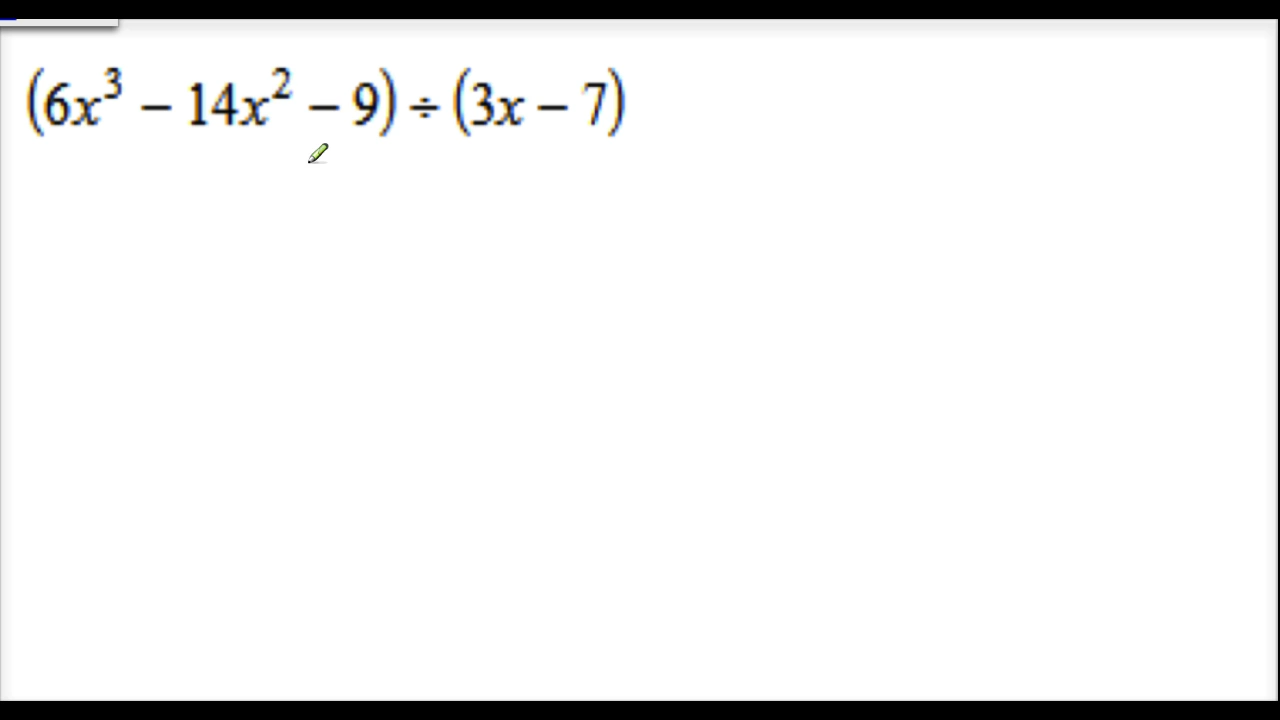 (6x³ − 14x² − 9) ÷ (3x − 7)